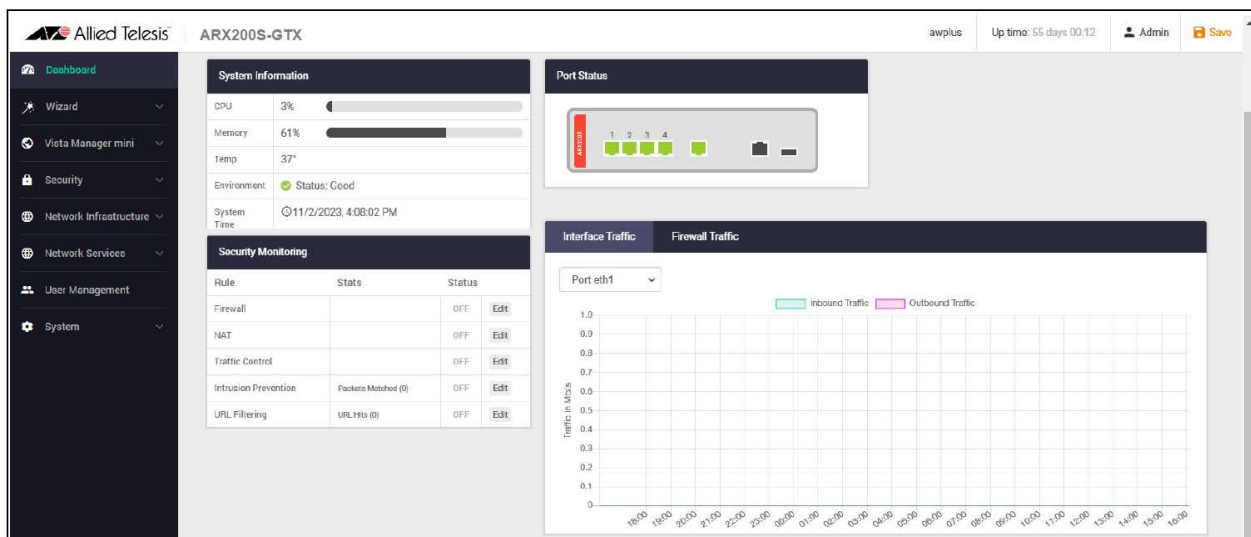 Allied Telesis
ARX200S-GTX
awplus
Up time: 55 days 00:12
Admin
Save
Dashboard
Wizard
Vista Manager mini
Security
Network Infrastructure
Network Services
User Management
System
System Information
CPU 3%
Memory 61%
Temp 37°
Environment Status: Good
System Time 11/2/2023, 4:08:02 PM
Security Monitoring
Rule Stats Status
Firewall OFF Edit
NAT OFF Edit
Traffic Control OFF Edit
Intrusion Prevention Packets Matched (0) OFF Edit
URL Filtering URL Hits (0) OFF Edit
Port Status
1 2 3 4
Interface Traffic Firewall Traffic
Port eth1
Inbound Traffic Outbound Traffic
Traffic in Mb/s
1.0
0.9
0.8
0.7
0.6
0.5
0.4
0.3
0.2
0.1
0
18:00 19:00 20:00 21:00 22:00 23:00 00:00 01:00 02:00 03:00 04:00 05:00 06:00 07:00 08:00 09:00 10:00 11:00 12:00 13:00 14:00 15:00 16:00